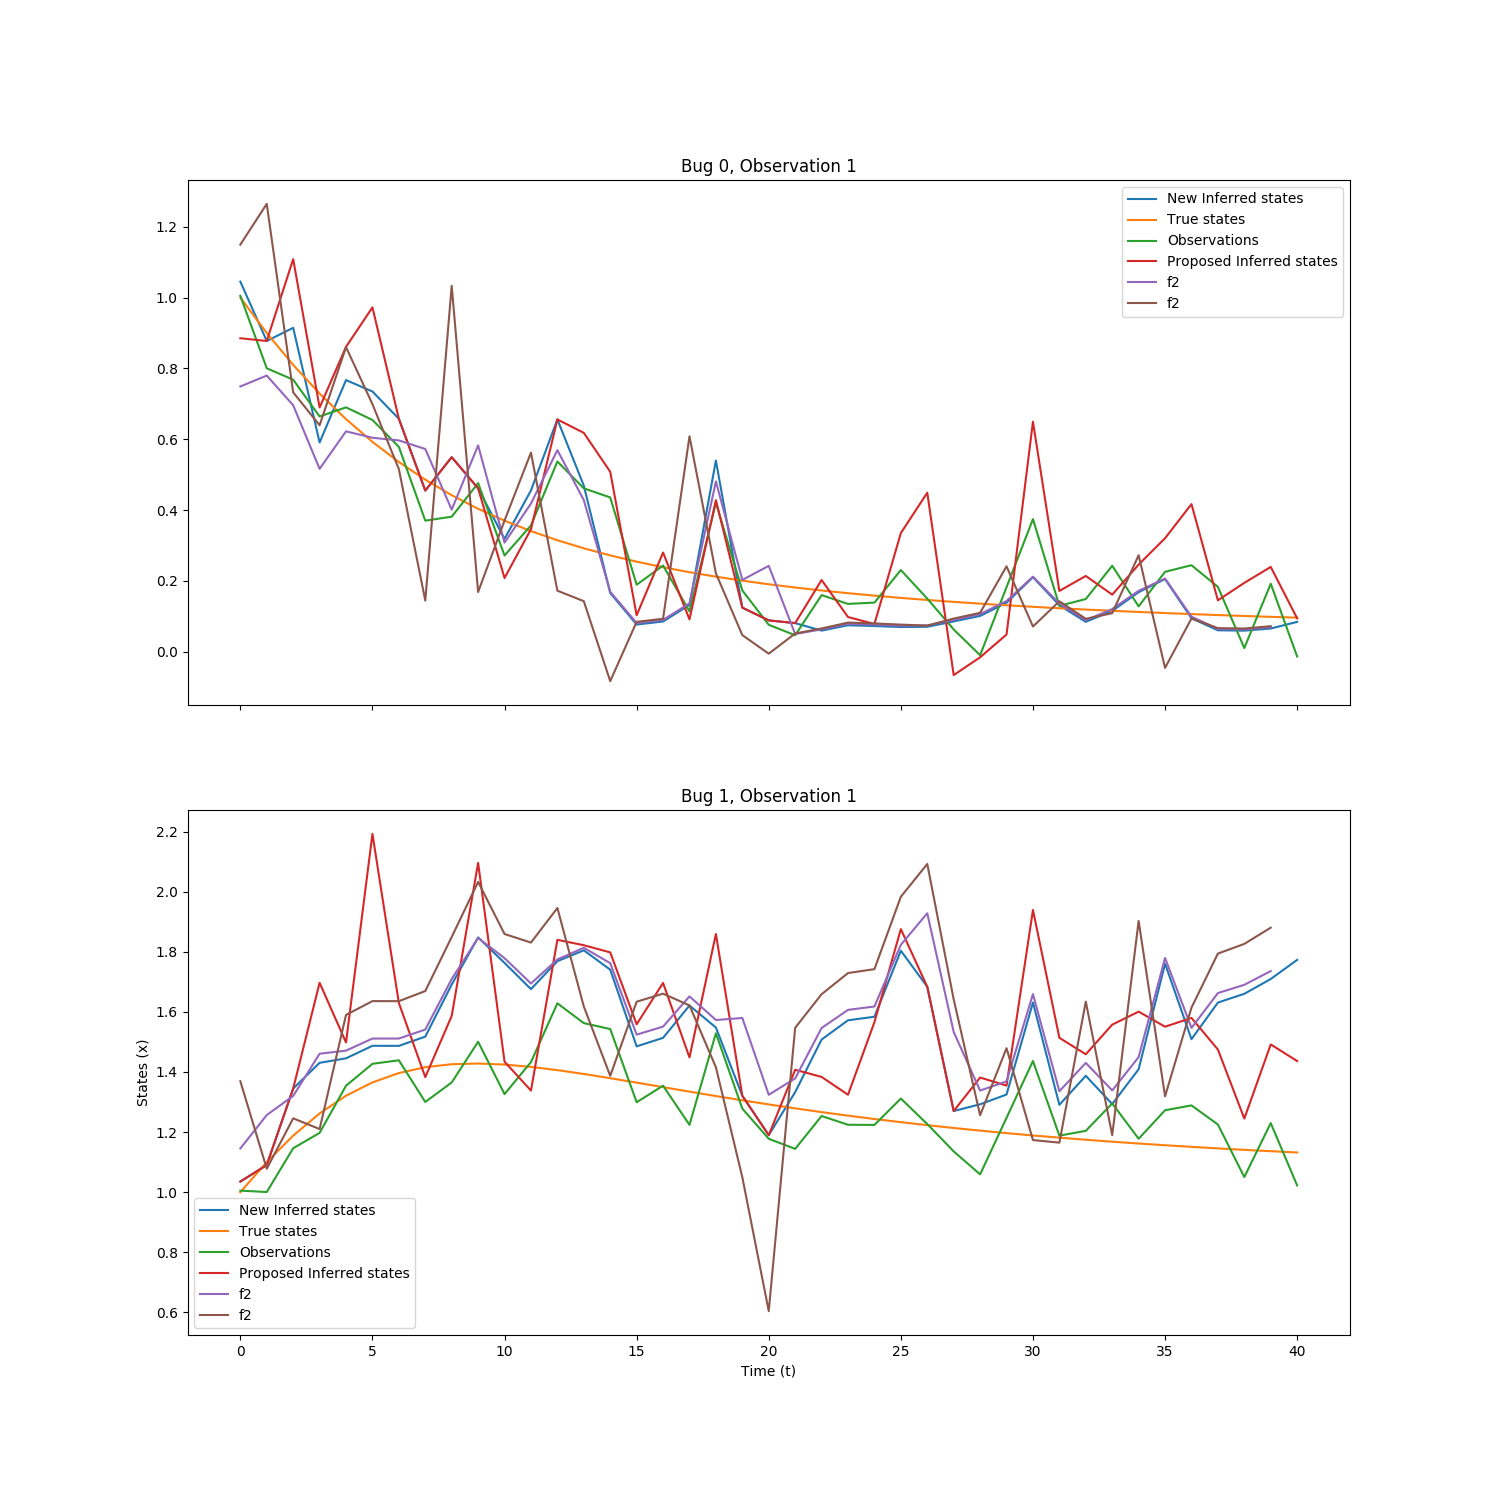 Bug 0, Observation 1
1.2
1.0
0.8
0.6
0.4
0.2
0.0
New Inferred states
True states
Observations
Proposed Inferred states
f2
f2
Bug 1, Observation 1
2.2
2.0
1.8
1.6
1.4
1.2
1.0
0.8
0.6
States (x)
New Inferred states
True states
Observations
Proposed Inferred states
f2
f2
0 5 10 15 20 25 30 35 40
Time (t)